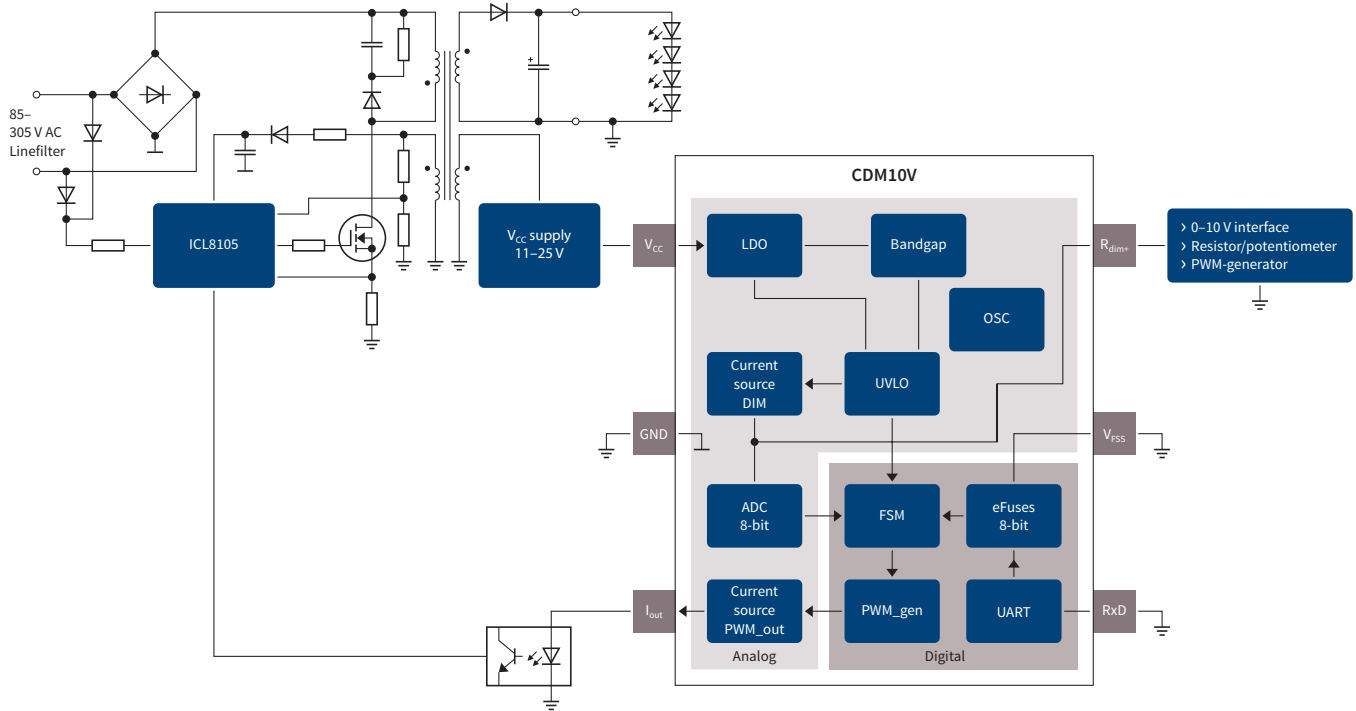 85–
305 V AC
Linefilter
ICL8105
+
VCC supply
11–25 V
CDM10V
VCC
LDO
Bandgap
OSC
Rdim+
› 0–10 V interface
› Resistor/potentiometer
› PWM-generator
Current
source
DIM
UVLO
GND
VFSS
ADC
8-bit
FSM
eFuses
8-bit
Iout
Current
source
PWM_out
PWM_gen
UART
RxD
Analog
Digital